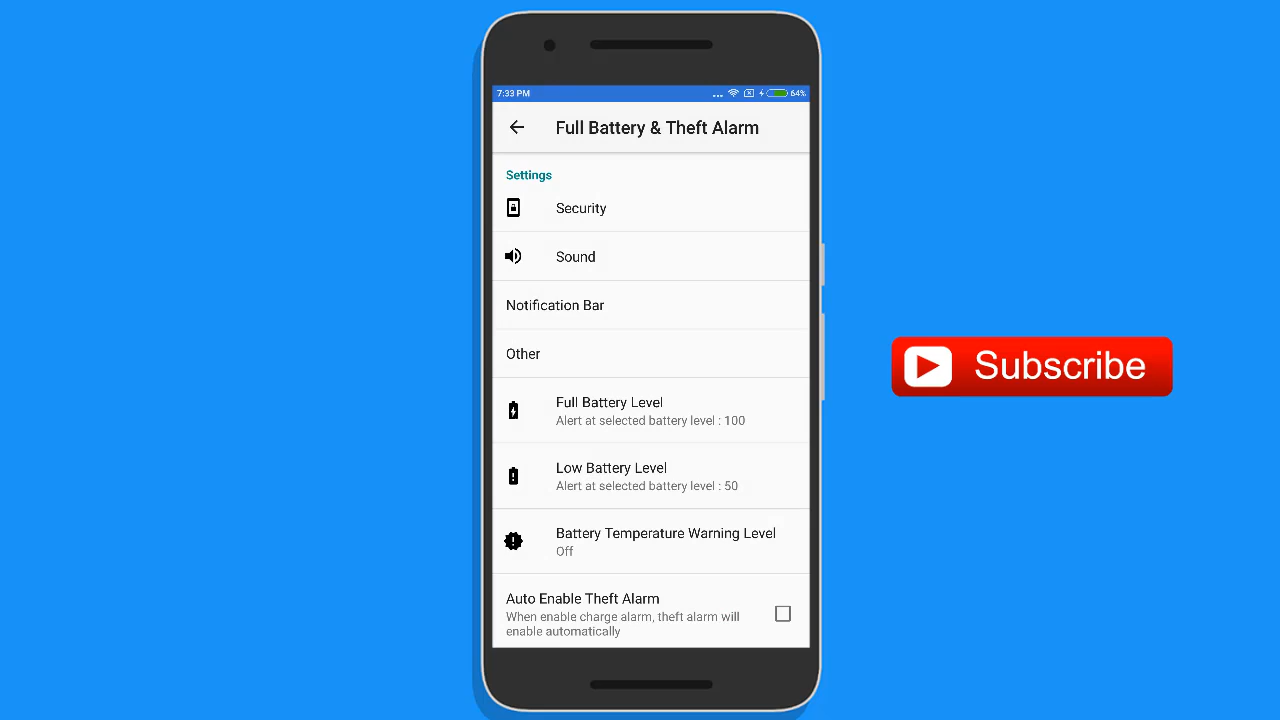 7:33 PM
64%
Full Battery & Theft Alarm
Settings
Security
Sound
Notification Bar
Other
Full Battery Level
Alert at selected battery level : 100
Low Battery Level
Alert at selected battery level : 50
Battery Temperature Warning Level
Off
Auto Enable Theft Alarm
When enable charge alarm, theft alarm will
enable automatically
Subscribe